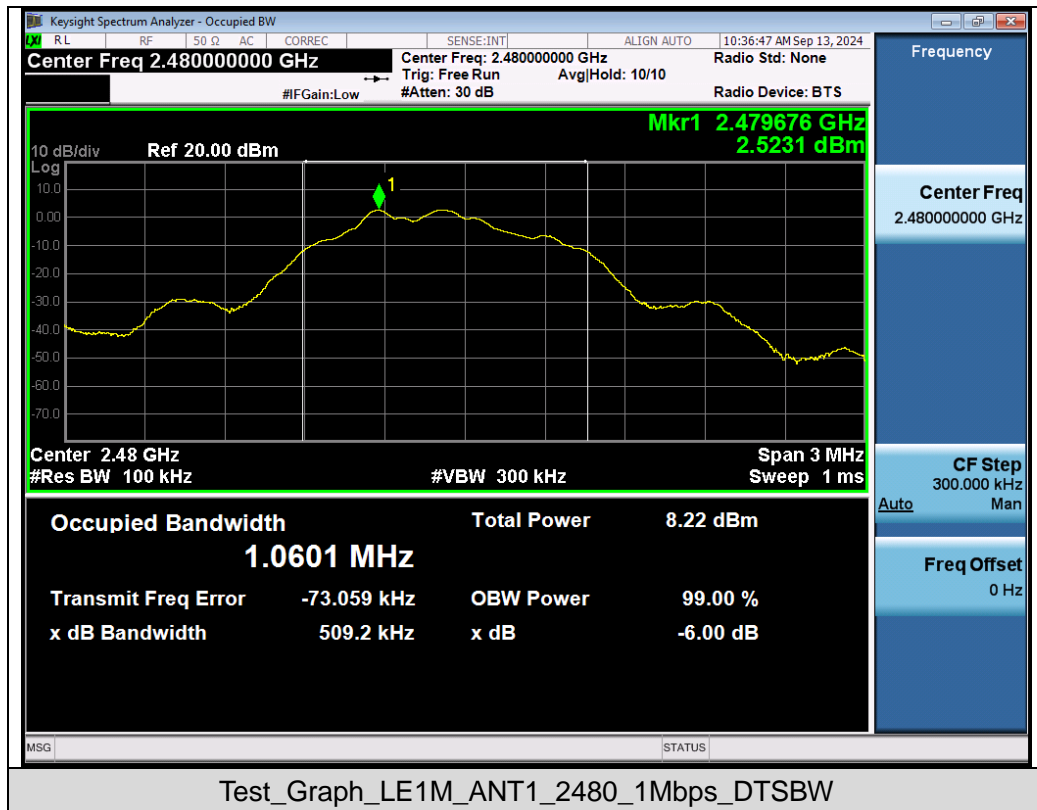 Keysight Spectrum Analyzer - Occupied BW
LXI RL RF 50 Ω AC CORREC SENSE:INT ALIGN AUTO 10:36:47 AM Sep 13, 2024
Center Freq 2.480000000 GHz
Center Freq: 2.480000000 GHz
Radio Std: None
Trig: Free Run Avg|Hold: 10/10
#IFGain:Low
#Atten: 30 dB
Radio Device: BTS
Frequency
Mkr1 2.479676 GHz
2.5231 dBm
10 dB/div Ref 20.00 dBm
Log
10.0
0.00
-10.0
-20.0
-30.0
-40.0
-50.0
-60.0
-70.0
1
Center 2.48 GHz Span 3 MHz
#Res BW 100 kHz #VBW 300 kHz Sweep 1 ms
Center Freq
2.480000000 GHz
CF Step
300.000 kHz
Auto Man
Freq Offset
0 Hz
Occupied Bandwidth Total Power 8.22 dBm
1.0601 MHz
Transmit Freq Error -73.059 kHz OBW Power 99.00 %
x dB Bandwidth 509.2 kHz x dB -6.00 dB
MSG STATUS
Test_Graph_LE1M_ANT1_2480_1Mbps_DTSBW